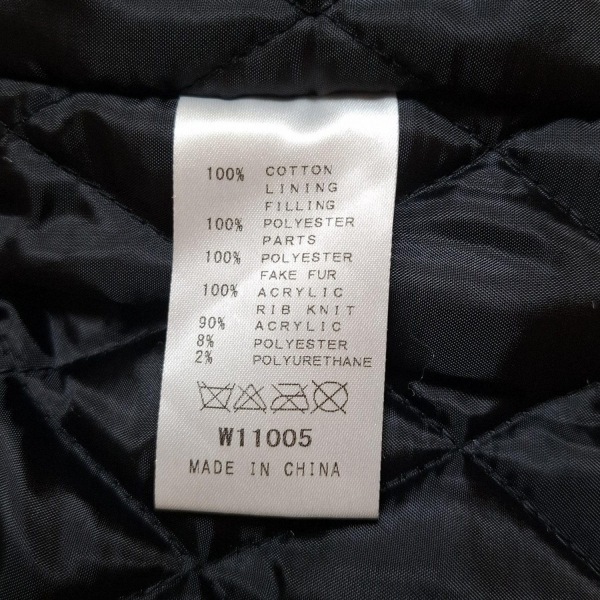 100% COTTON
LINING
FILLING
100% POLYESTER
PARTS
100% POLYESTER
FAKE FUR
100% ACRYLIC
RIB KNIT
90% ACRYLIC
8% POLYESTER
2% POLYURETHANE
W11005
MADE IN CHINA